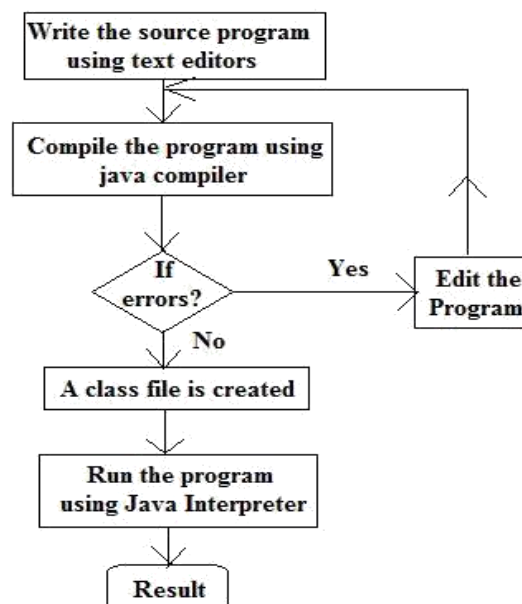 Write the source program
using text editors
Compile the program using
java compiler
If
errors?
Yes
Edit the
Program
No
A class file is created
Run the program
using Java Interpreter
Result